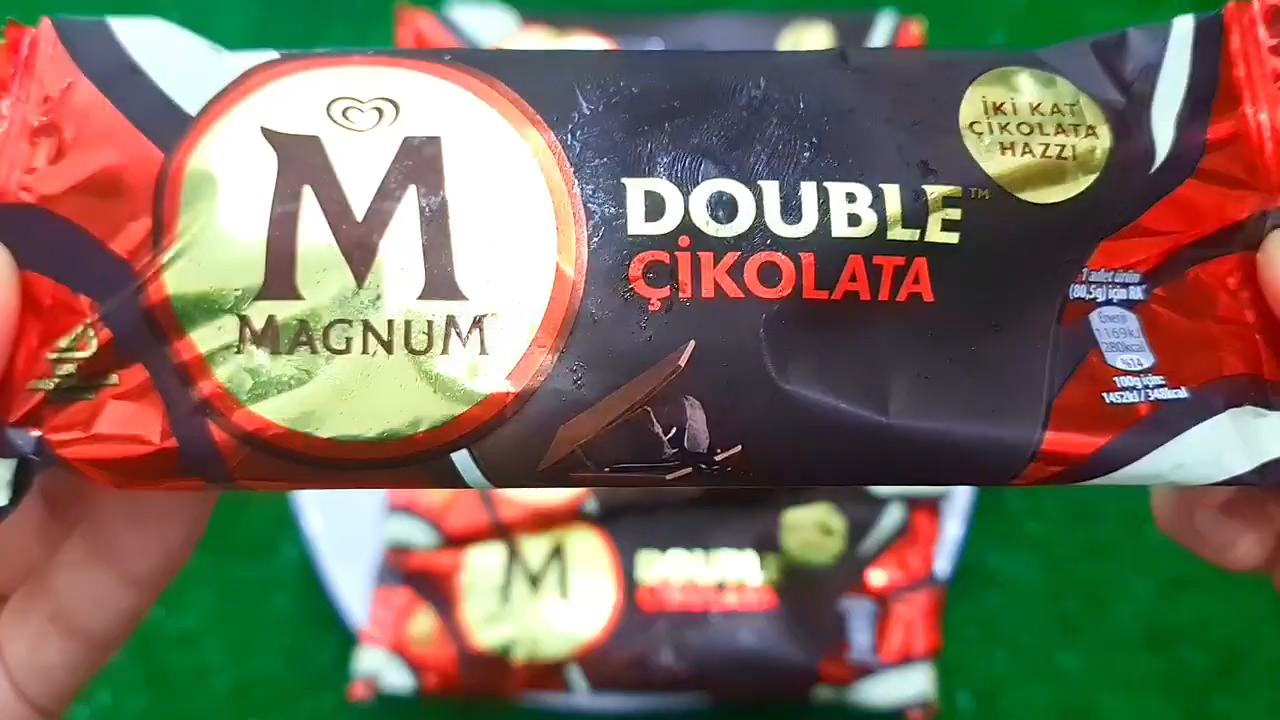 M
MAGNUM
DOUBLE™
ÇİKOLATA
İKİ KAT
ÇİKOLATA
HAZZI
1 adet ürün
(80,5g) için RA
Enerji
1169kJ
280kcal
%14
100g için:
1452kJ / 348kcal
M